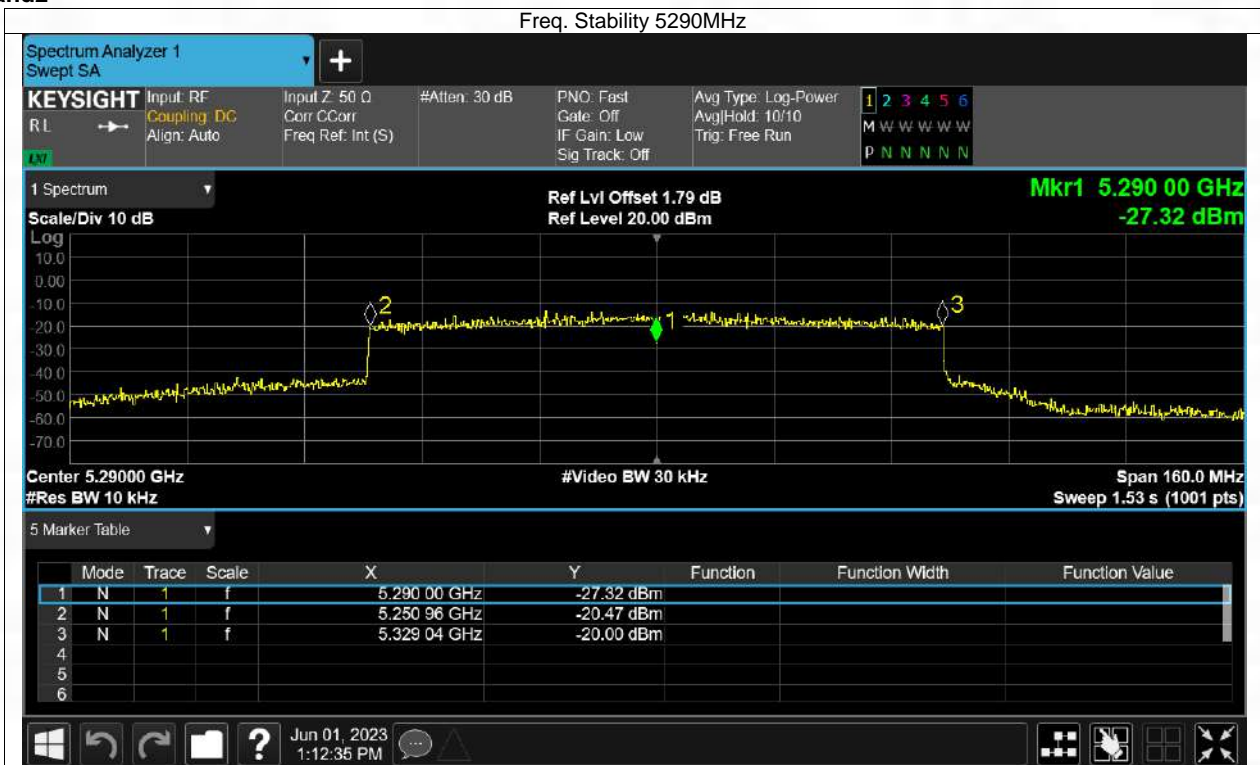 Freq. Stability 5290MHz
Spectrum Analyzer 1
Swept SA
+
KEYSIGHT Input: RF Input Z: 50 Ω #Atten: 30 dB PNO: Fast Avg Type: Log-Power 1 2 3 4 5 6
RL Coupling: DC Corr CCorr Gate: Off Avg|Hold: 10/10 M W W W W W
Align: Auto Freq Ref: Int (S) IF Gain: Low Trig: Free Run
LXI Sig Track: Off P N N N N N
1 Spectrum Ref Lvl Offset 1.79 dB Mkr1 5.290 00 GHz
Scale/Div 10 dB Ref Level 20.00 dBm -27.32 dBm
Log
10.0
0.00
-10.0
2 3
-20.0
1
-30.0
-40.0
-50.0
-60.0
-70.0
Center 5.29000 GHz #Video BW 30 kHz Span 160.0 MHz
#Res BW 10 kHz Sweep 1.53 s (1001 pts)
5 Marker Table
Mode Trace Scale X Y Function Function Width Function Value
1 N 1 f 5.290 00 GHz -27.32 dBm
2 N 1 f 5.250 96 GHz -20.47 dBm
3 N 1 f 5.329 04 GHz -20.00 dBm
4
5
6
? Jun 01, 2023
1:12:35 PM